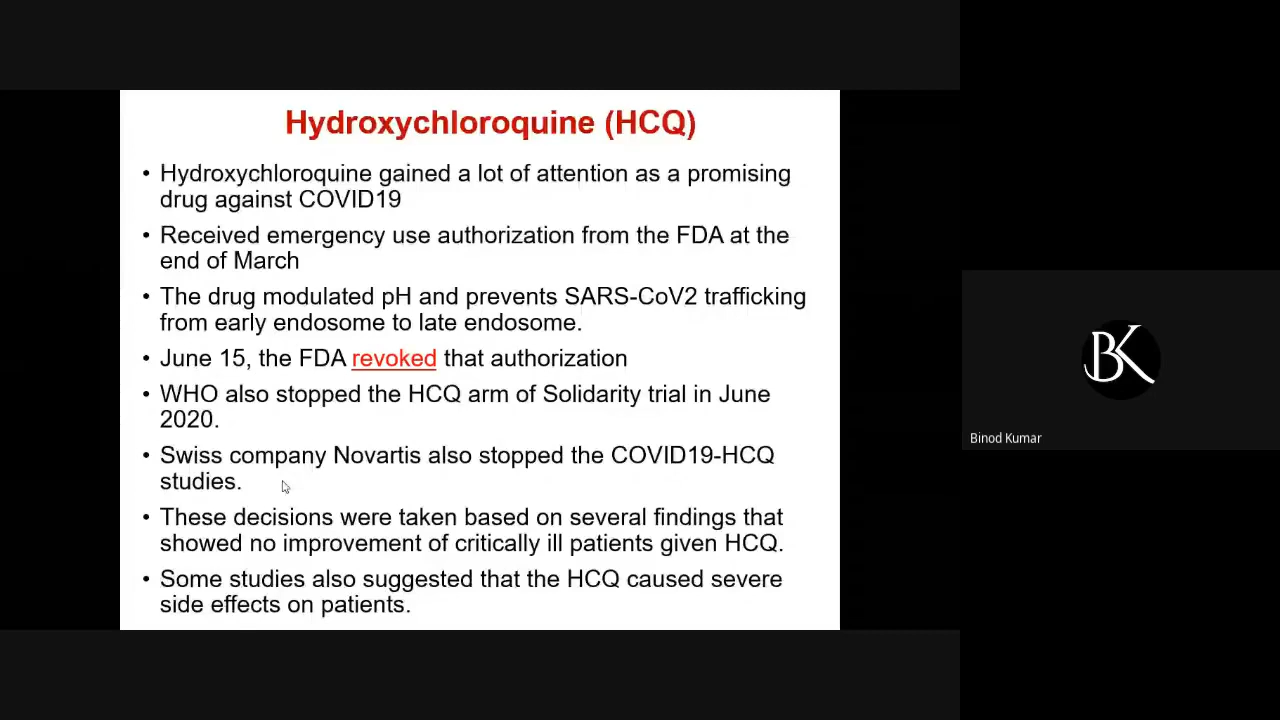 Hydroxychloroquine (HCQ)
• Hydroxychloroquine gained a lot of attention as a promising
drug against COVID19
• Received emergency use authorization from the FDA at the
end of March
• The drug modulated pH and prevents SARS-CoV2 trafficking
from early endosome to late endosome.
• June 15, the FDA revoked that authorization
• WHO also stopped the HCQ arm of Solidarity trial in June
2020.
• Swiss company Novartis also stopped the COVID19-HCQ
studies.
• These decisions were taken based on several findings that
showed no improvement of critically ill patients given HCQ.
• Some studies also suggested that the HCQ caused severe
side effects on patients.
BK
Binod Kumar